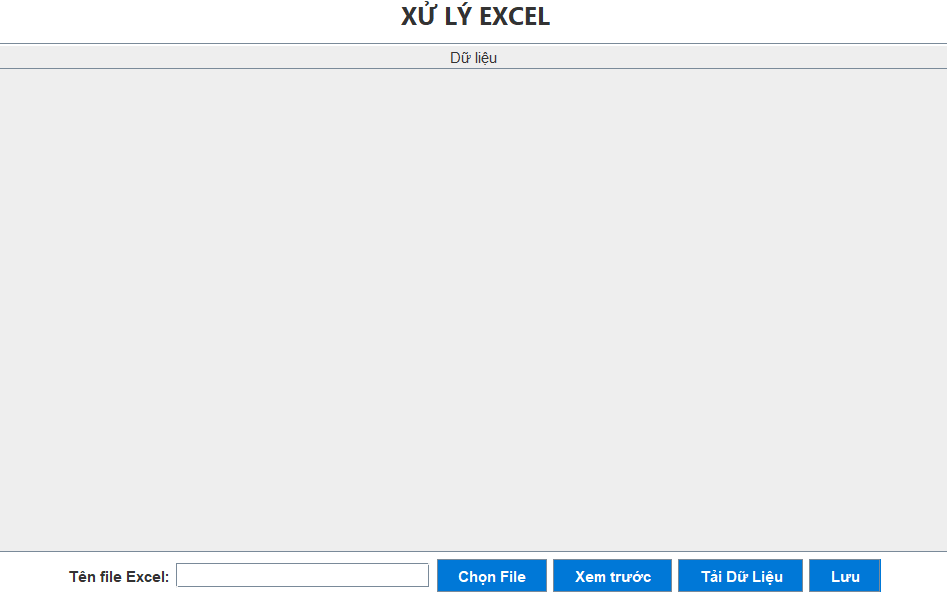 XỬ LÝ EXCEL
Dữ liệu
Tên file Excel: Chọn File Xem trước Tải Dữ Liệu Lưu